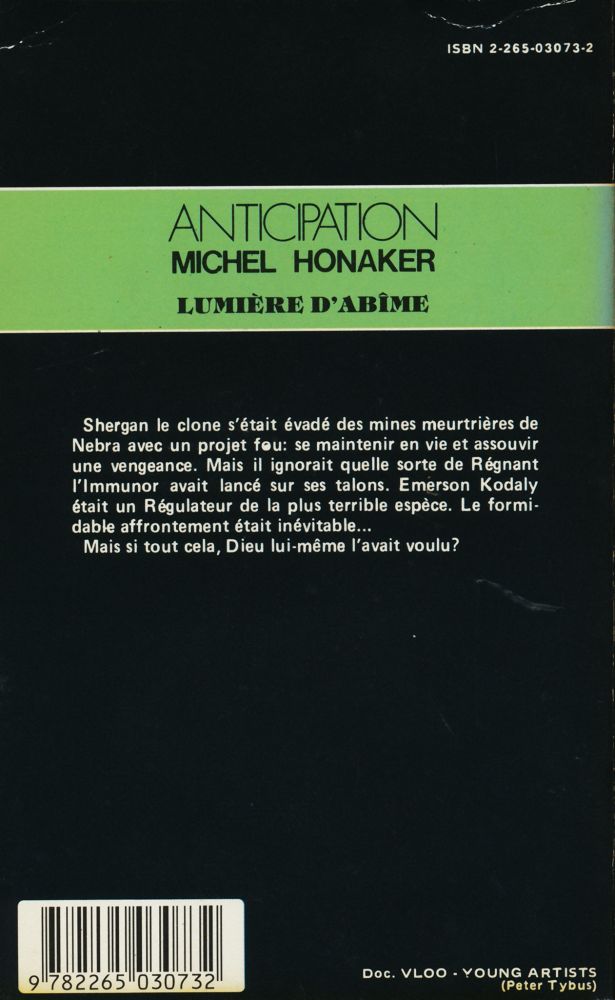 ISBN 2-265-03073-2
ANTICIPATION
MICHEL HONAKER
LUMIÈRE D'ABÎME
Shergan le clone s'était évadé des mines meurtrières de
Nebra avec un projet fou: se maintenir en vie et assouvir
une vengeance. Mais il ignorait quelle sorte de Régnant
l'Immunor avait lancé sur ses talons. Emerson Kodaly
était un Régulateur de la plus terrible espèce. Le formi-
dable affrontement était inévitable...
Mais si tout cela, Dieu lui-même l'avait voulu?
9 782265 030732
Doc. VLOO - YOUNG ARTISTS
(Peter Tybus)